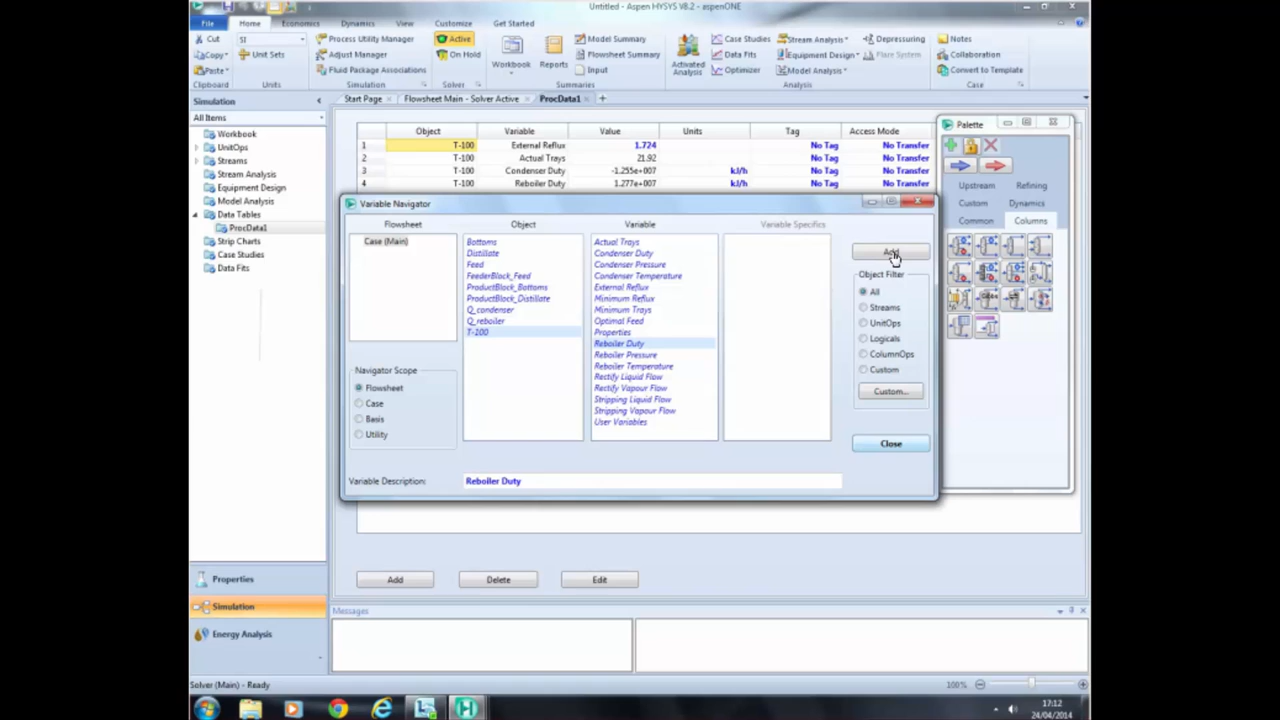 Untitled - Aspen HYSYS V8.2 - aspenONE
File Home Economics Dynamics View Customize Get Started
Cut SI Process Utility Manager Active Model Summary Case Studies Stream Analysis Depressuring Notes
Copy Unit Sets Adjust Manager On Hold Flowsheet Summary Data Fits Equipment Design Flare System Collaboration
Paste Fluid Package Associations Workbook Reports Input Activated Analysis Optimizer Model Analysis Convert to Template
Clipboard Units Simulation Solver Summaries Analysis Case
Simulation Start Page Flowsheet Main - Solver Active ProcData1 +
All Items
Workbook
UnitOps
Streams
Stream Analysis
Equipment Design
Model Analysis
Data Tables
ProcData1
Strip Charts
Case Studies
Data Fits
Object Variable Value Units Tag Access Mode
1 T-100 External Reflux 1.724 No Tag No Transfer
2 T-100 Actual Trays 21.92 No Tag No Transfer
3 T-100 Condenser Duty -1.255e+007 kJ/h No Tag No Transfer
4 T-100 Reboiler Duty 1.277e+007 kJ/h No Tag No Transfer
Palette
Upstream Refining
Custom Dynamics
Common Columns
Variable Navigator
Flowsheet Object Variable Variable Specifics
Case (Main)
Bottoms
Distillate
Feed
FeederBlock_Feed
ProductBlock_Bottoms
ProductBlock_Distillate
Q_condenser
Q_reboiler
T-100
Actual Trays
Condenser Duty
Condenser Pressure
Condenser Temperature
External Reflux
Minimum Reflux
Minimum Trays
Optimal Feed
Properties
Reboiler Duty
Reboiler Pressure
Reboiler Temperature
Rectify Liquid Flow
Rectify Vapour Flow
Stripping Liquid Flow
Stripping Vapour Flow
User Variables
Add
Object Filter
All
Streams
UnitOps
Logicals
ColumnOps
Custom
Custom...
Close
Navigator Scope
Flowsheet
Case
Basis
Utility
Variable Description: Reboiler Duty
Add Delete Edit
Properties
Simulation
Energy Analysis
Messages
Solver (Main) - Ready 100%
17:12
24/04/2014